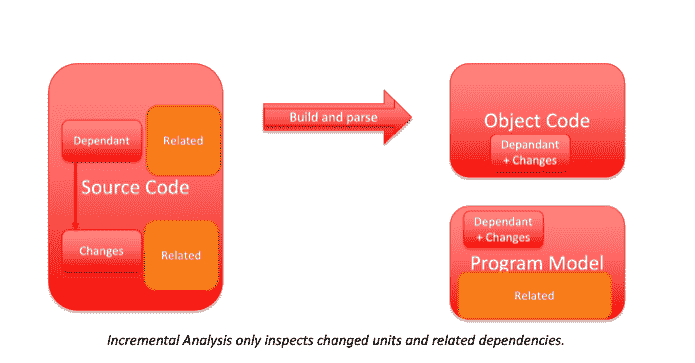 Dependant
Related
Source Code
Changes
Related
Build and parse
Object Code
Depandant
+ Changes
Dependant
+ Changes
Program Model
Related
Incremental Analysis only inspects changed units and related dependencies.